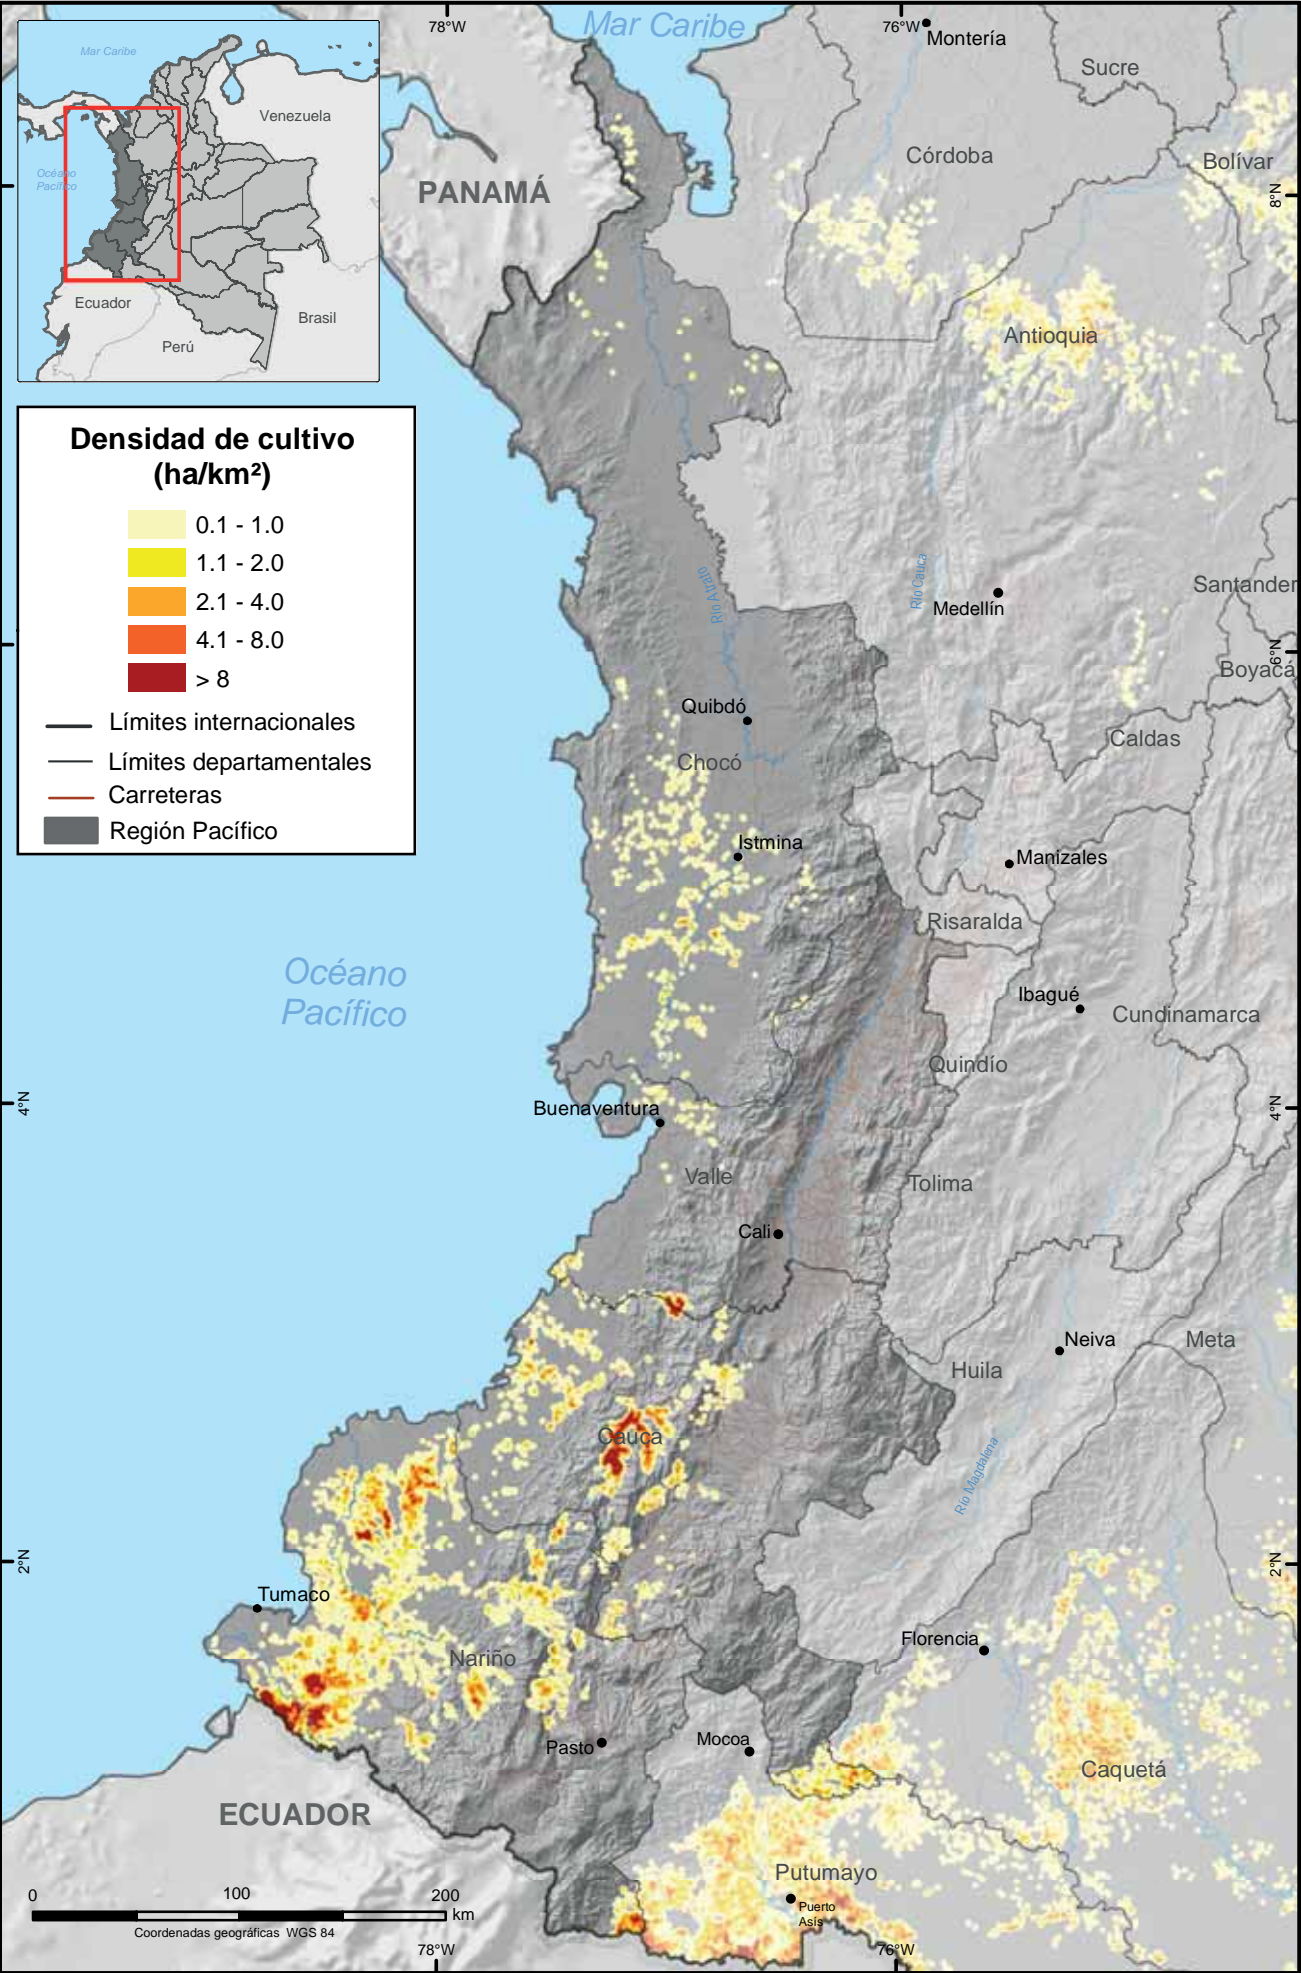 78°W
Mar Caribe
76°W
Montería
Sucre
Mar Caribe
Venezuela
Océano
Pacífico
Ecuador
Brasil
Perú
PANAMÁ
Córdoba
Bolívar
8°N
Antioquia
Densidad de cultivo
(ha/km²)
0.1 - 1.0
1.1 - 2.0
2.1 - 4.0
4.1 - 8.0
> 8
Límites internacionales
Límites departamentales
Carreteras
Región Pacífico
Río Atrato
Río Cauca
Medellín
Santander
6°N
Boyacá
Quibdó
Chocó
Caldas
Istmina
Manizales
Risaralda
Océano
Pacífico
Ibagué
Cundinamarca
Quindío
4°N
Buenaventura
4°N
Valle
Tolima
Cali
Neiva
Meta
Huila
Cauca
Río Magdalena
2°N
2°N
Tumaco
Nariño
Florencia
Pasto
Mocoa
Caquetá
ECUADOR
Putumayo
Puerto
Asís
0
100
200
km
Coordenadas geográficas WGS 84
78°W
76°W